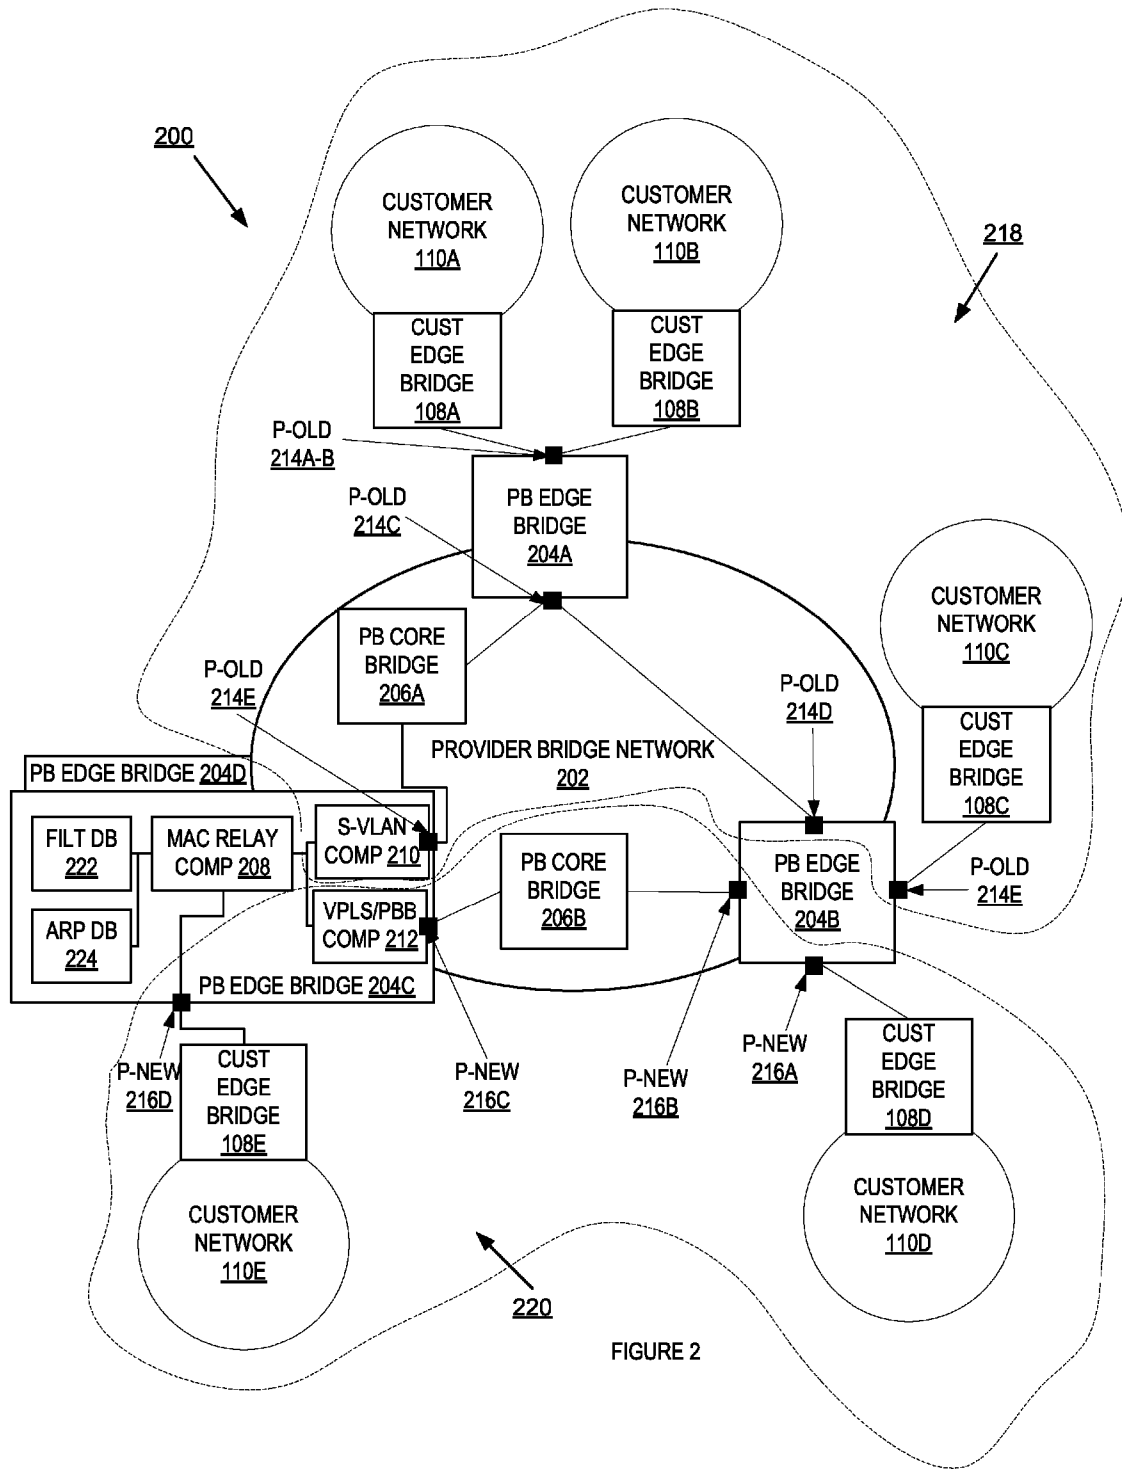 200
CUSTOMER
NETWORK
110A
CUSTOMER
NETWORK
110B
218
CUST
EDGE
BRIDGE
108A
CUST
EDGE
BRIDGE
108B
P-OLD
214A-B
P-OLD
214C
PB EDGE
BRIDGE
204A
CUSTOMER
NETWORK
110C
PB CORE
BRIDGE
206A
P-OLD
214E
P-OLD
214D
CUST
EDGE
BRIDGE
108C
PROVIDER BRIDGE NETWORK
202
PB EDGE BRIDGE 204D
FILT DB
222
MAC RELAY
COMP 208
S-VLAN
COMP 210
PB CORE
BRIDGE
206B
PB EDGE
BRIDGE
204B
P-OLD
214E
ARP DB
224
VPLS/PBB
COMP 212
PB EDGE BRIDGE 204C
P-NEW
216D
CUST
EDGE
BRIDGE
108E
P-NEW
216C
P-NEW
216B
P-NEW
216A
CUST
EDGE
BRIDGE
108D
CUSTOMER
NETWORK
110E
CUSTOMER
NETWORK
110D
220
FIGURE 2